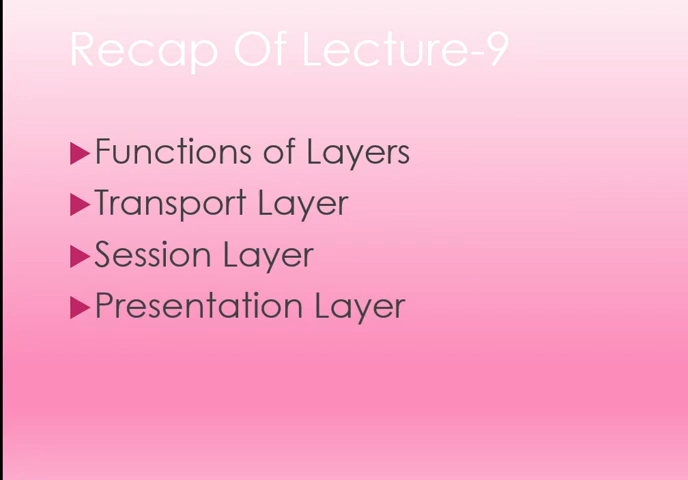 Recap Of Lecture-9
Functions of Layers
Transport Layer
Session Layer
Presentation Layer